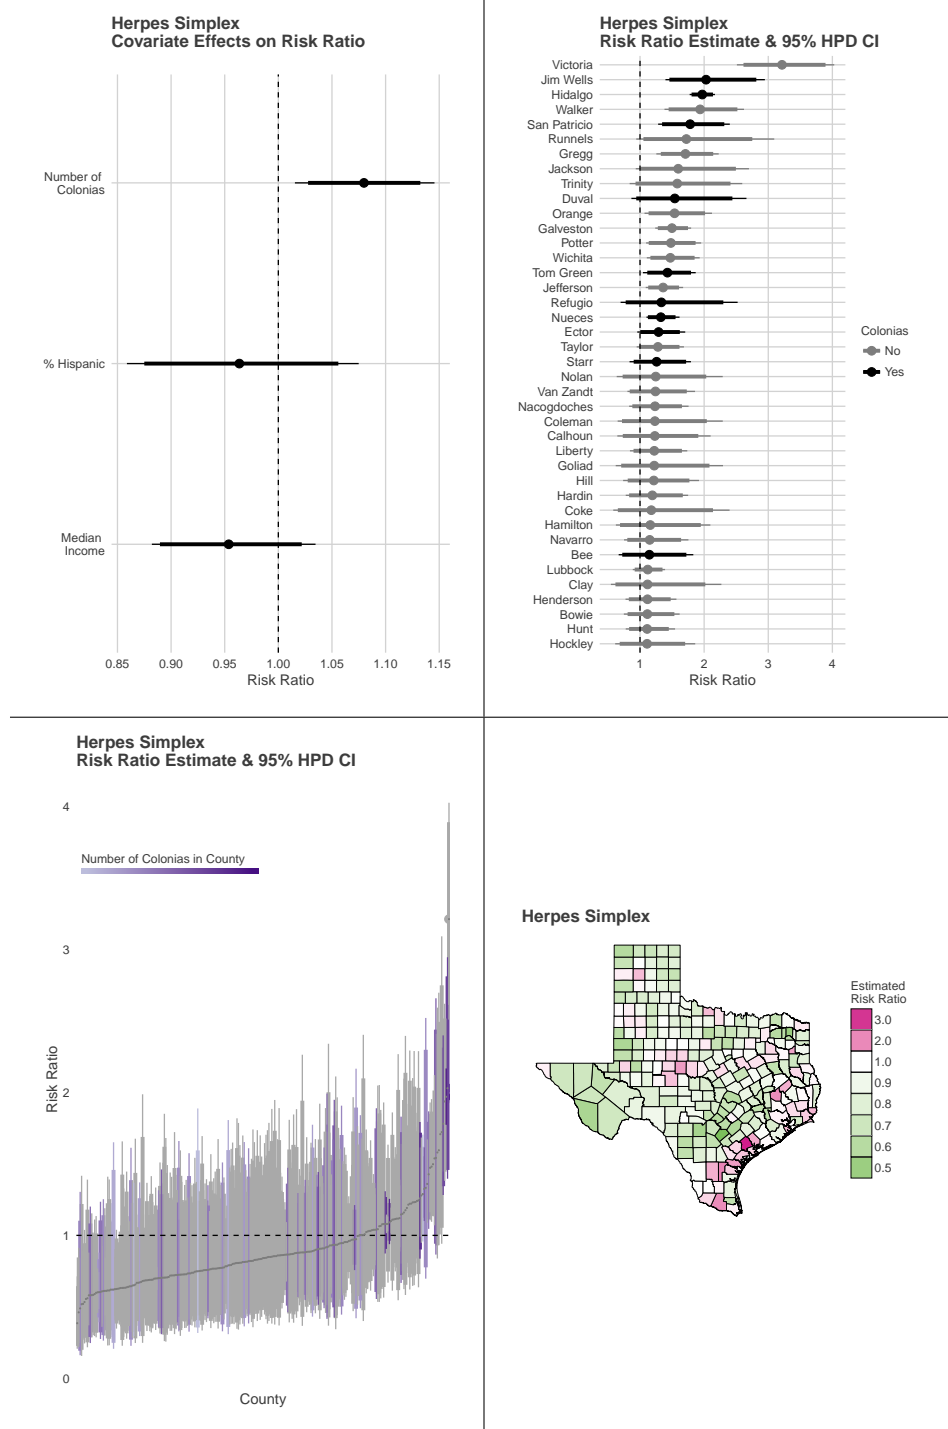 Herpes Simplex
Covariate Effects on Risk Ratio
Number of
Colonias
% Hispanic
Median
Income
0.85 0.90 0.95 1.00 1.05 1.10 1.15
Risk Ratio
Herpes Simplex
Risk Ratio Estimate & 95% HPD CI
Victoria
Jim Wells
Hidalgo
Walker
San Patricio
Runnels
Gregg
Jackson
Trinity
Duval
Orange
Galveston
Potter
Wichita
Tom Green
Jefferson
Refugio
Nueces
Ector
Taylor
Starr
Nolan
Van Zandt
Nacogdoches
Coleman
Calhoun
Liberty
Goliad
Hill
Hardin
Coke
Hamilton
Navarro
Bee
Lubbock
Clay
Henderson
Bowie
Hunt
Hockley
1 2 3 4
Risk Ratio
Colonias
No
Yes
Herpes Simplex
Risk Ratio Estimate & 95% HPD CI
4
3
2
1
0
Risk Ratio
Number of Colonias in County
County
Herpes Simplex
Estimated
Risk Ratio
3.0
2.0
1.0
0.9
0.8
0.7
0.6
0.5